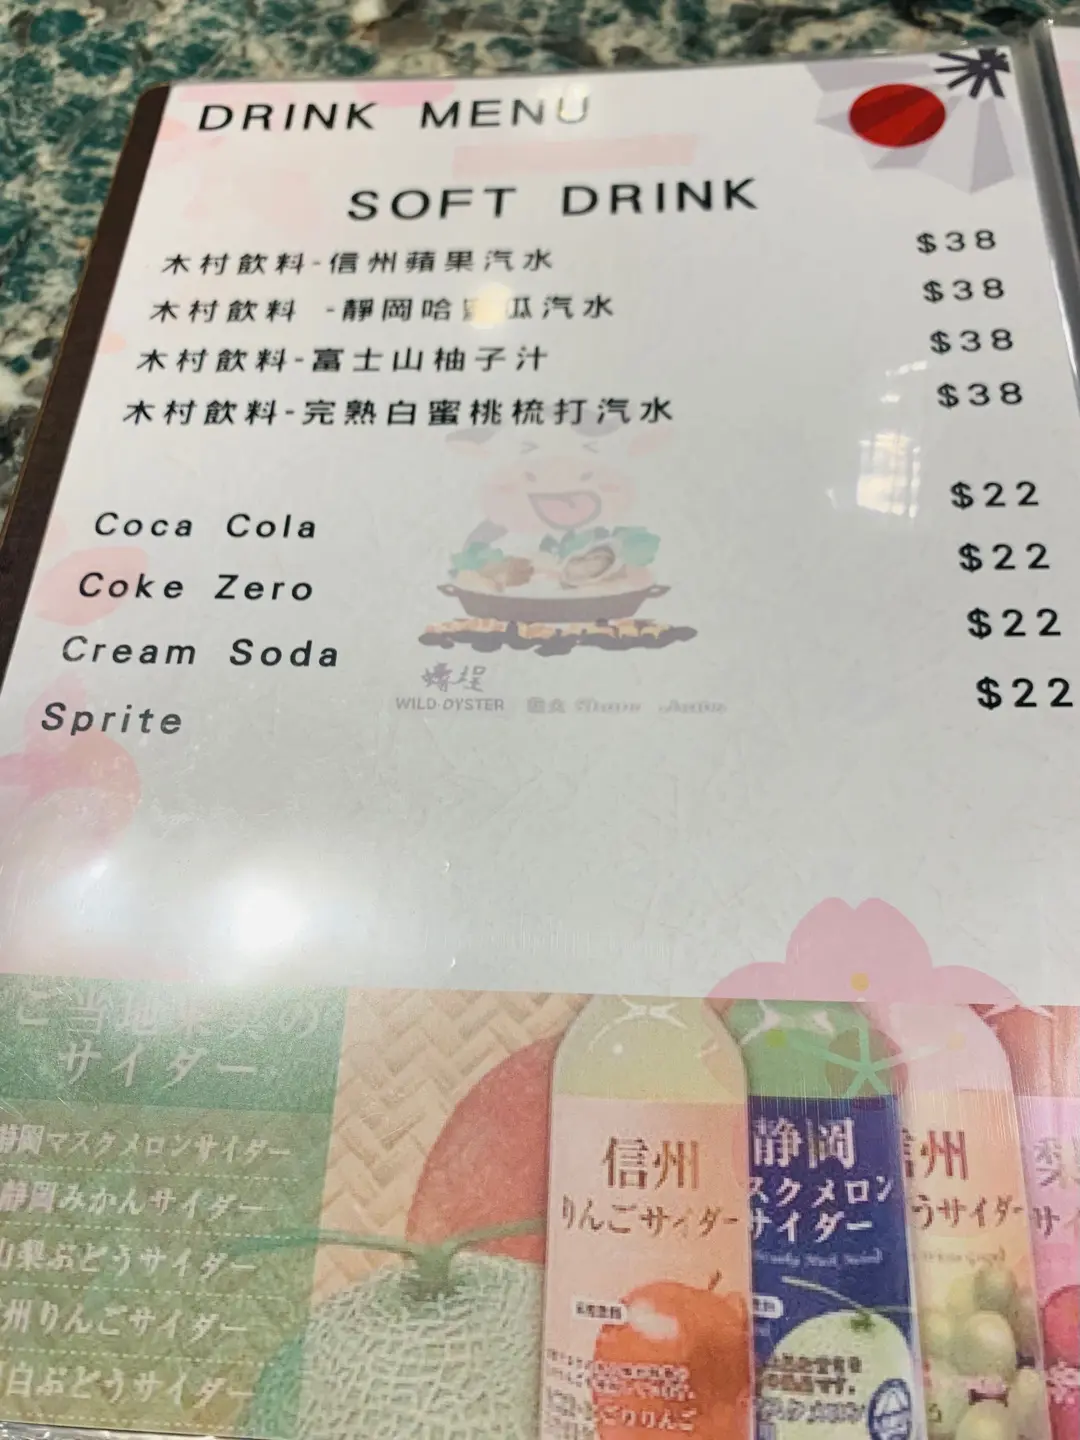 DRINK MENU
SOFT DRINK
木村飲料-信州蘋果汽水 $38
木村飲料 -靜岡哈 瓜汽水 $38
木村飲料-富士山柚子汁 $38
木村飲料-完熟白蜜桃梳打汽水 $38
Coca Cola $22
Coke Zero $22
Cream Soda $22
Sprite $22
WILD OYSTER
ご当地果実の
サイダー
静岡マスクメロンサイダー
静岡みかんサイダー
山梨ぶどうサイダー
州りんごサイダー
白ぶどうサイダー
信州
りんごサイダー
静岡
スクメロン
サイダー
信州
うサイダー